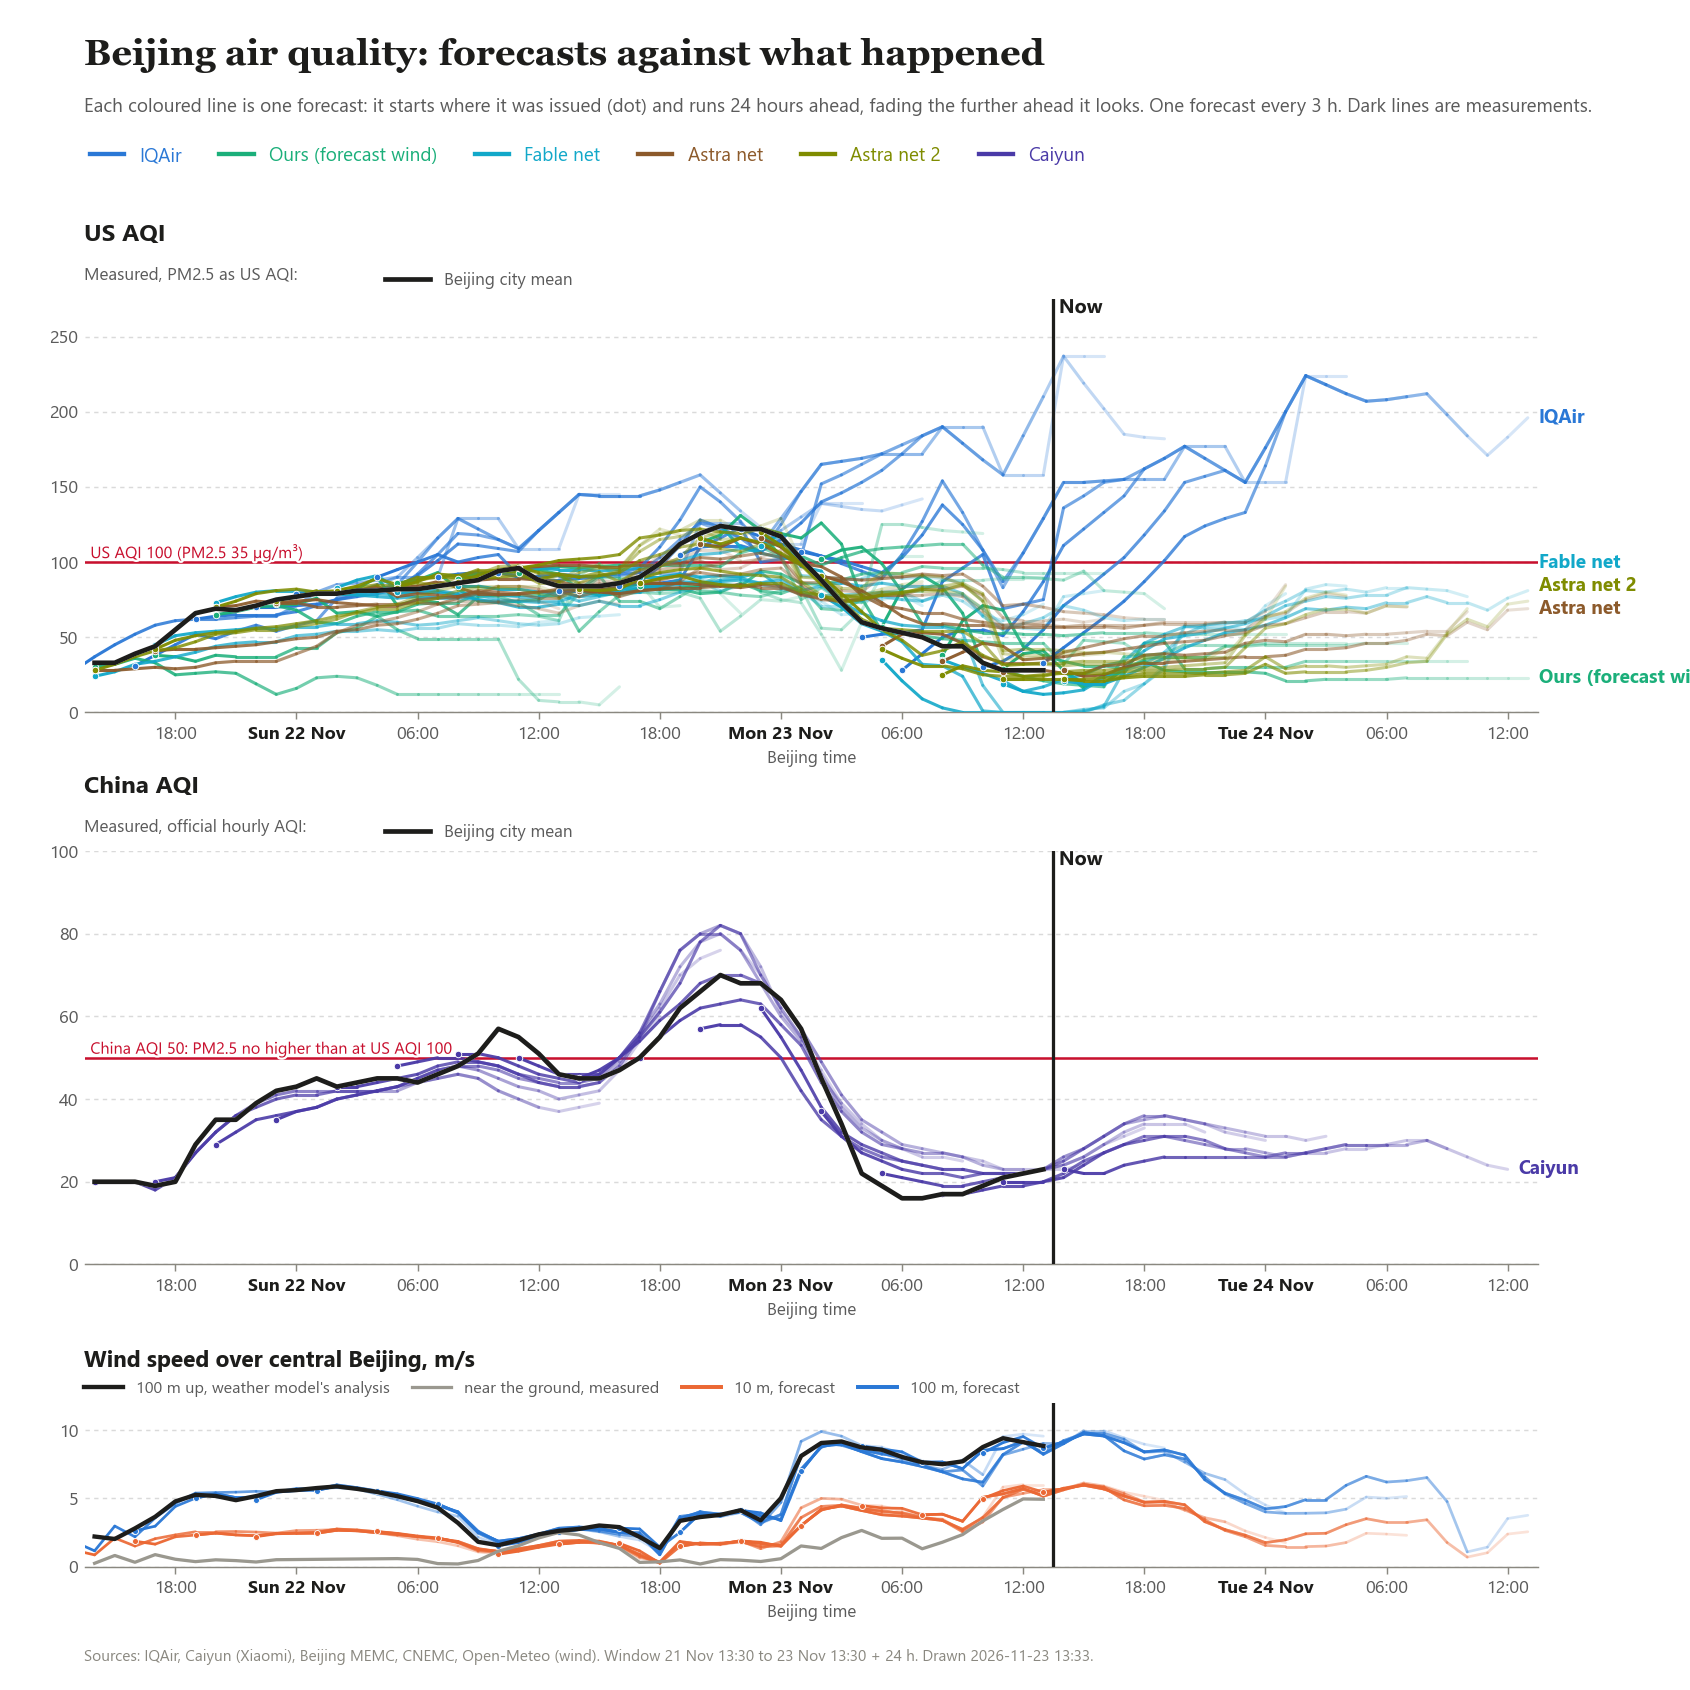 Beijing air quality: forecasts against what happened
Each coloured line is one forecast: it starts where it was issued (dot) and runs 24 hours ahead, fading the further ahead it looks. One forecast every 3 h. Dark lines are measurements.
IQAir Ours (forecast wind) Fable net Astra net Astra net 2 Caiyun
US AQI
Measured, PM2.5 as US AQI: Beijing city mean
Now
250
200
IQAir
150
US AQI 100 (PM2.5 35 µg/m³)
100
Fable net
Astra net 2
Astra net
50
Ours (forecast wi
0
18:00 Sun 22 Nov 06:00 12:00 18:00 Mon 23 Nov 06:00 12:00 18:00 Tue 24 Nov 06:00 12:00
Beijing time
China AQI
Measured, official hourly AQI: Beijing city mean
100
Now
80
60
China AQI 50: PM2.5 no higher than at US AQI 100
40
20
Caiyun
0
18:00 Sun 22 Nov 06:00 12:00 18:00 Mon 23 Nov 06:00 12:00 18:00 Tue 24 Nov 06:00 12:00
Beijing time
Wind speed over central Beijing, m/s
100 m up, weather model's analysis near the ground, measured 10 m, forecast 100 m, forecast
10
5
0
18:00 Sun 22 Nov 06:00 12:00 18:00 Mon 23 Nov 06:00 12:00 18:00 Tue 24 Nov 06:00 12:00
Beijing time
Sources: IQAir, Caiyun (Xiaomi), Beijing MEMC, CNEMC, Open-Meteo (wind). Window 21 Nov 13:30 to 23 Nov 13:30 + 24 h. Drawn 2026-11-23 13:33.